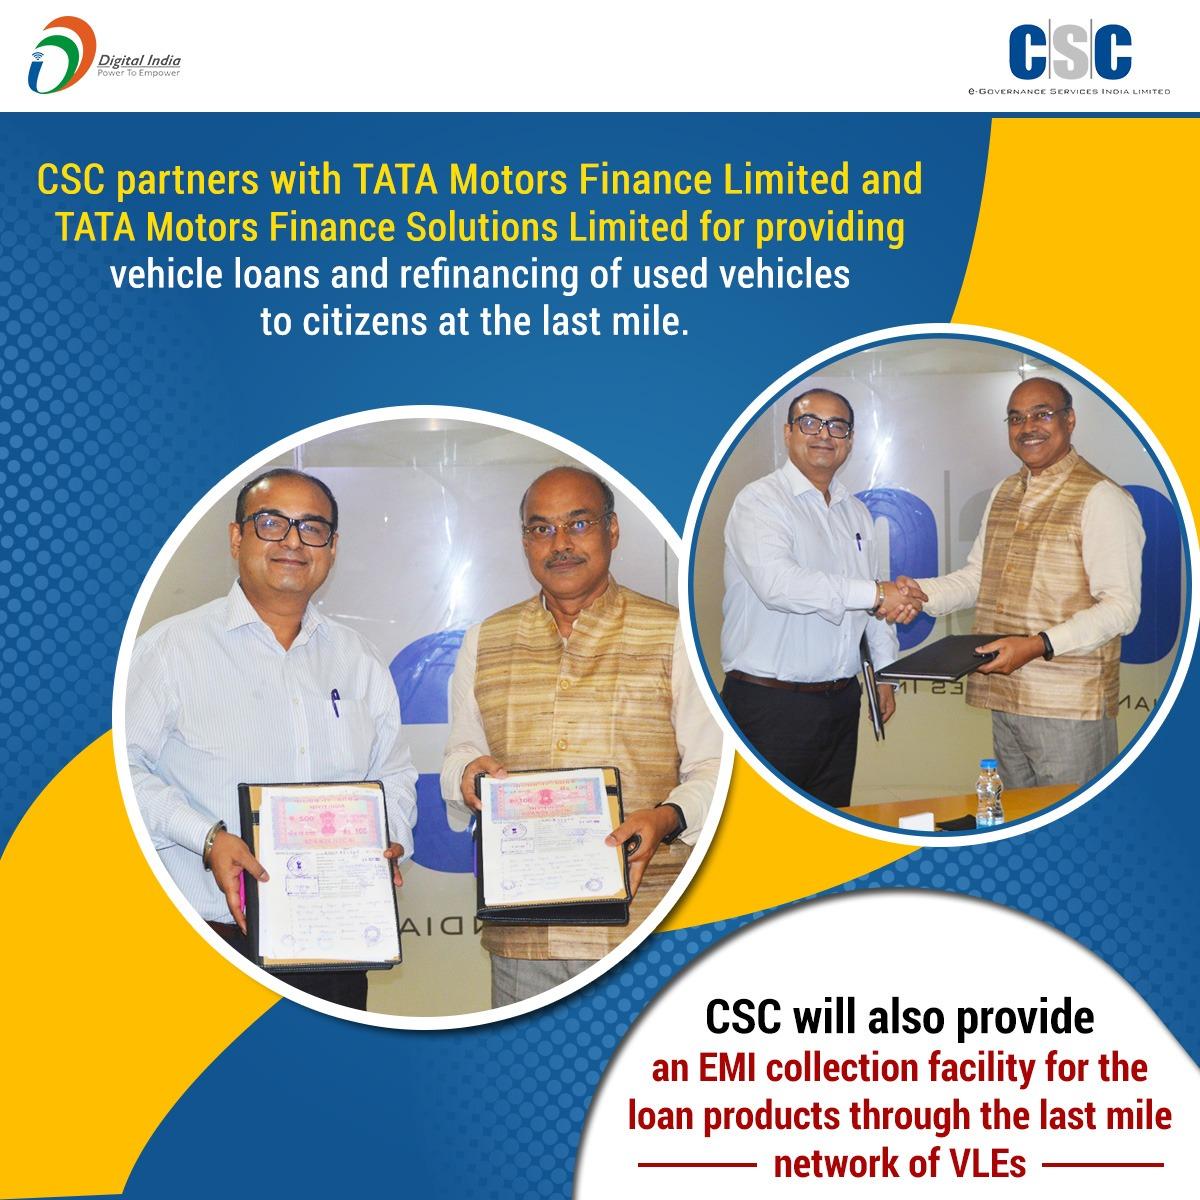 Digital India
Power To Empower
CSC
e-Governance Services India Limited
CSC partners with TATA Motors Finance Limited and
TATA Motors Finance Solutions Limited for providing
vehicle loans and refinancing of used vehicles
to citizens at the last mile.
CSC will also provide
an EMI collection facility for the
loan products through the last mile
network of VLEs